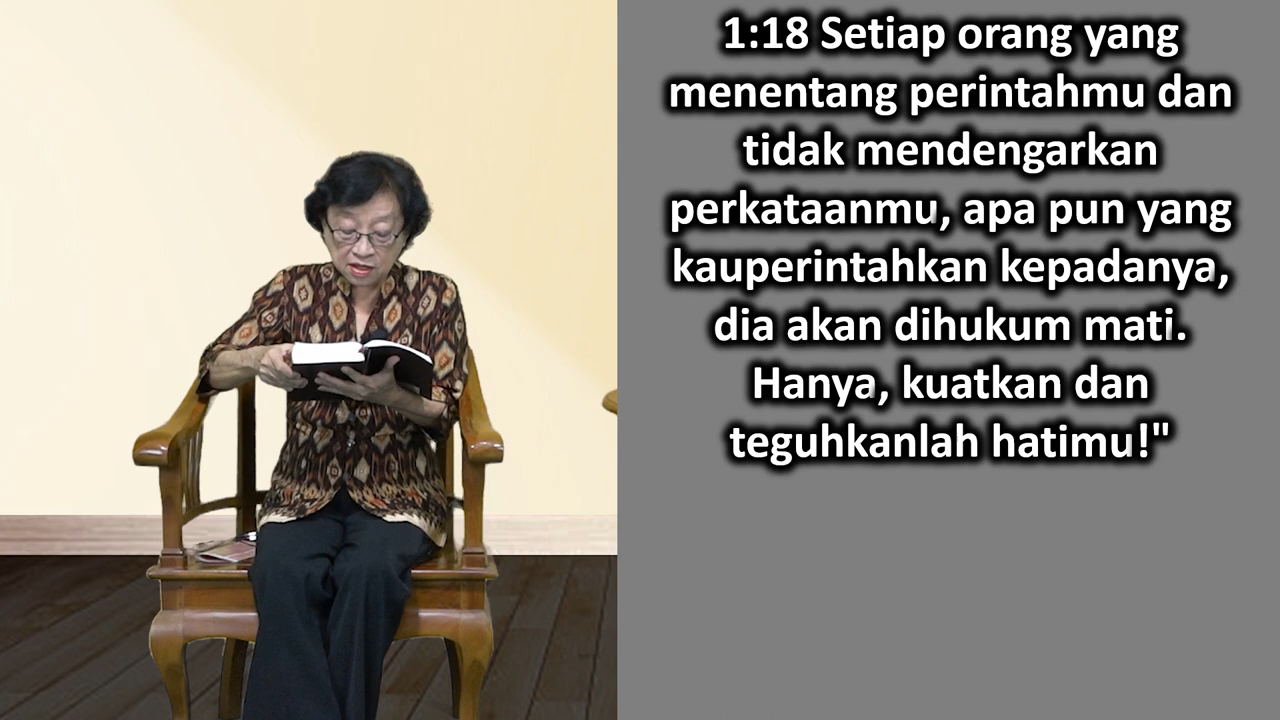 1:18 Setiap orang yang
menentang perintahmu dan
tidak mendengarkan
perkataanmu, apa pun yang
kauperintahkan kepadanya,
dia akan dihukum mati.
Hanya, kuatkan dan
teguhkanlah hatimu!"